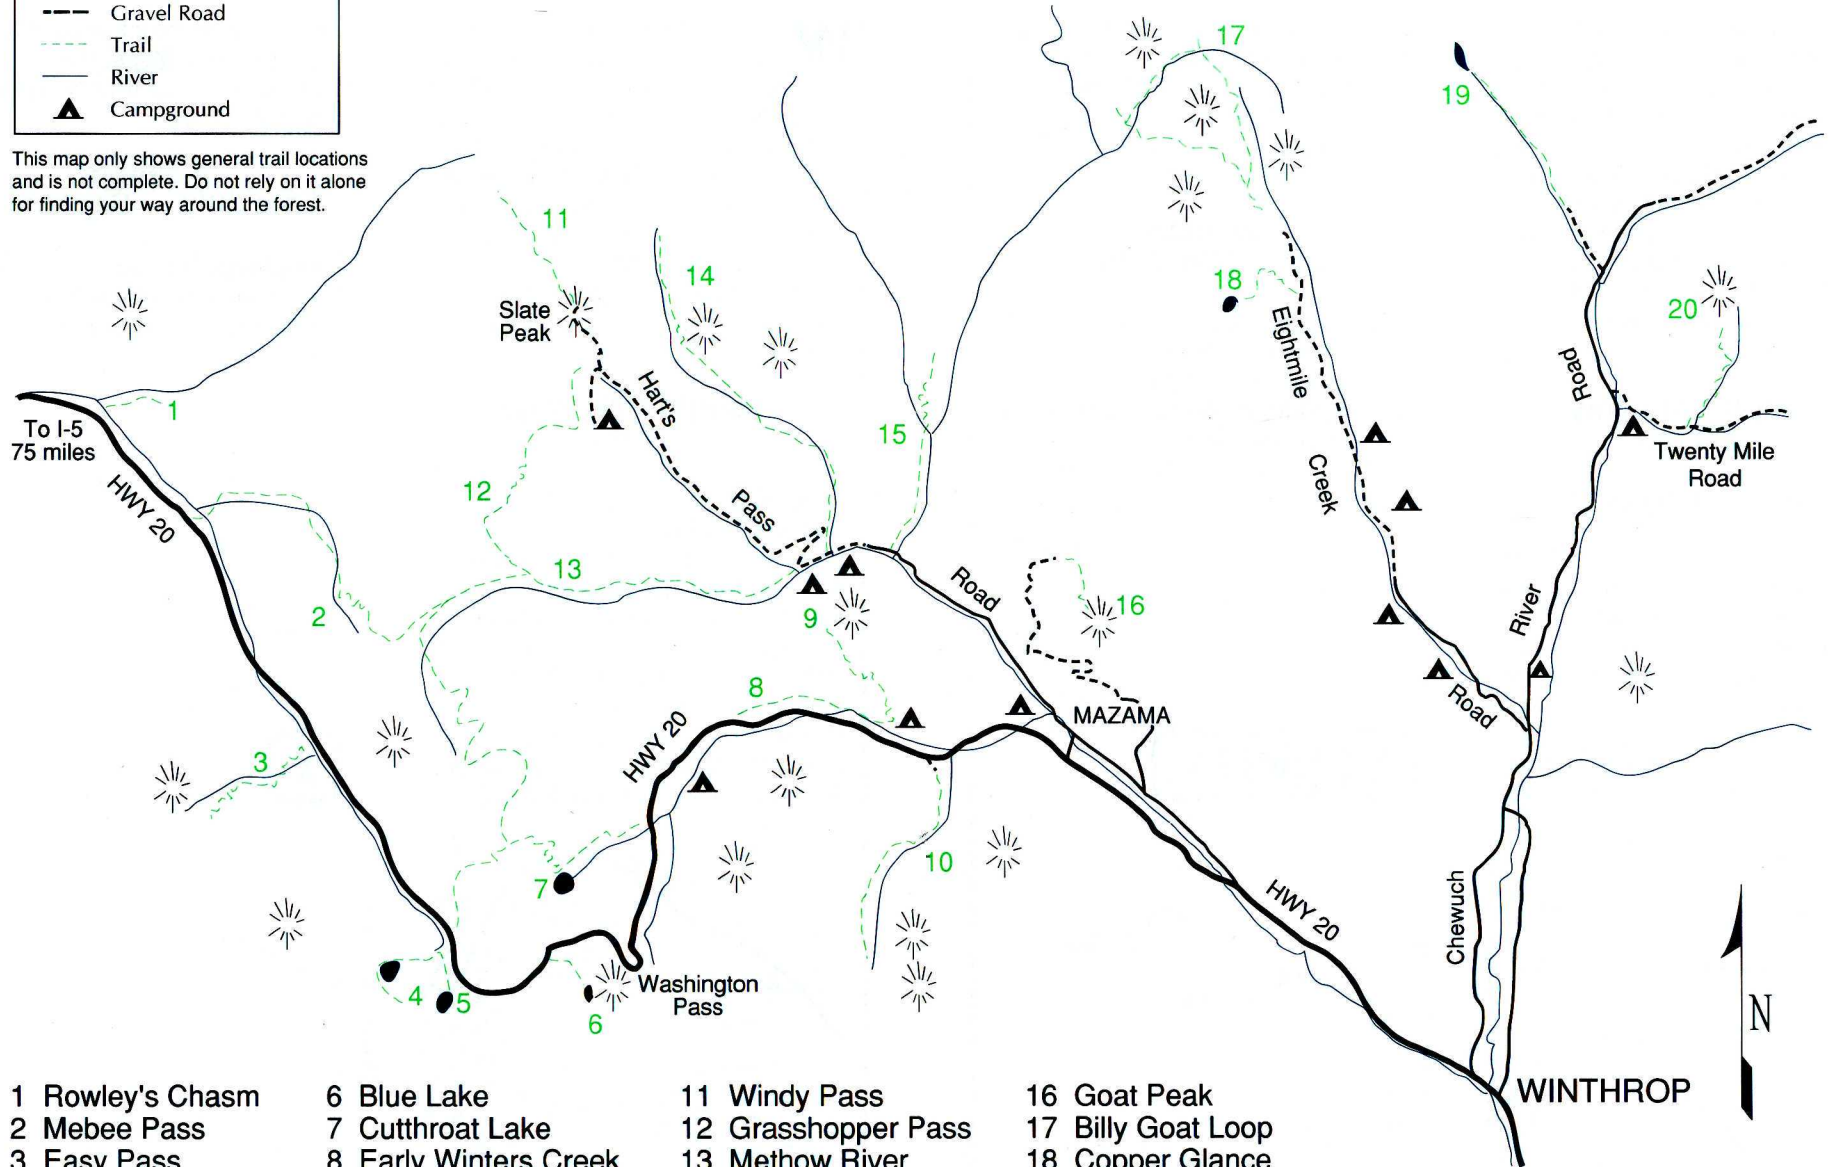 Gravel Road
Trail
River
Campground
This map only shows general trail locations
and is not complete. Do not rely on it alone
for finding your way around the forest.
17
19
11
14
18
20
Slate
Peak
Eightmile
Hart's
Road
1
To I-5
75 miles
15
Twenty Mile
Road
HWY 20
12
Pass
Creek
13
Road
2
9
16
River
8
MAZAMA
Road
HWY 20
3
10
7
HWY 20
Chewuch
4
5
6
Washington
Pass
N
WINTHROP
1 Rowley's Chasm
2 Mebee Pass
3 Easy Pass
6 Blue Lake
7 Cutthroat Lake
8 Early Winters Creek
11 Windy Pass
12 Grasshopper Pass
13 Methow River
16 Goat Peak
17 Billy Goat Loop
18 Copper Glance